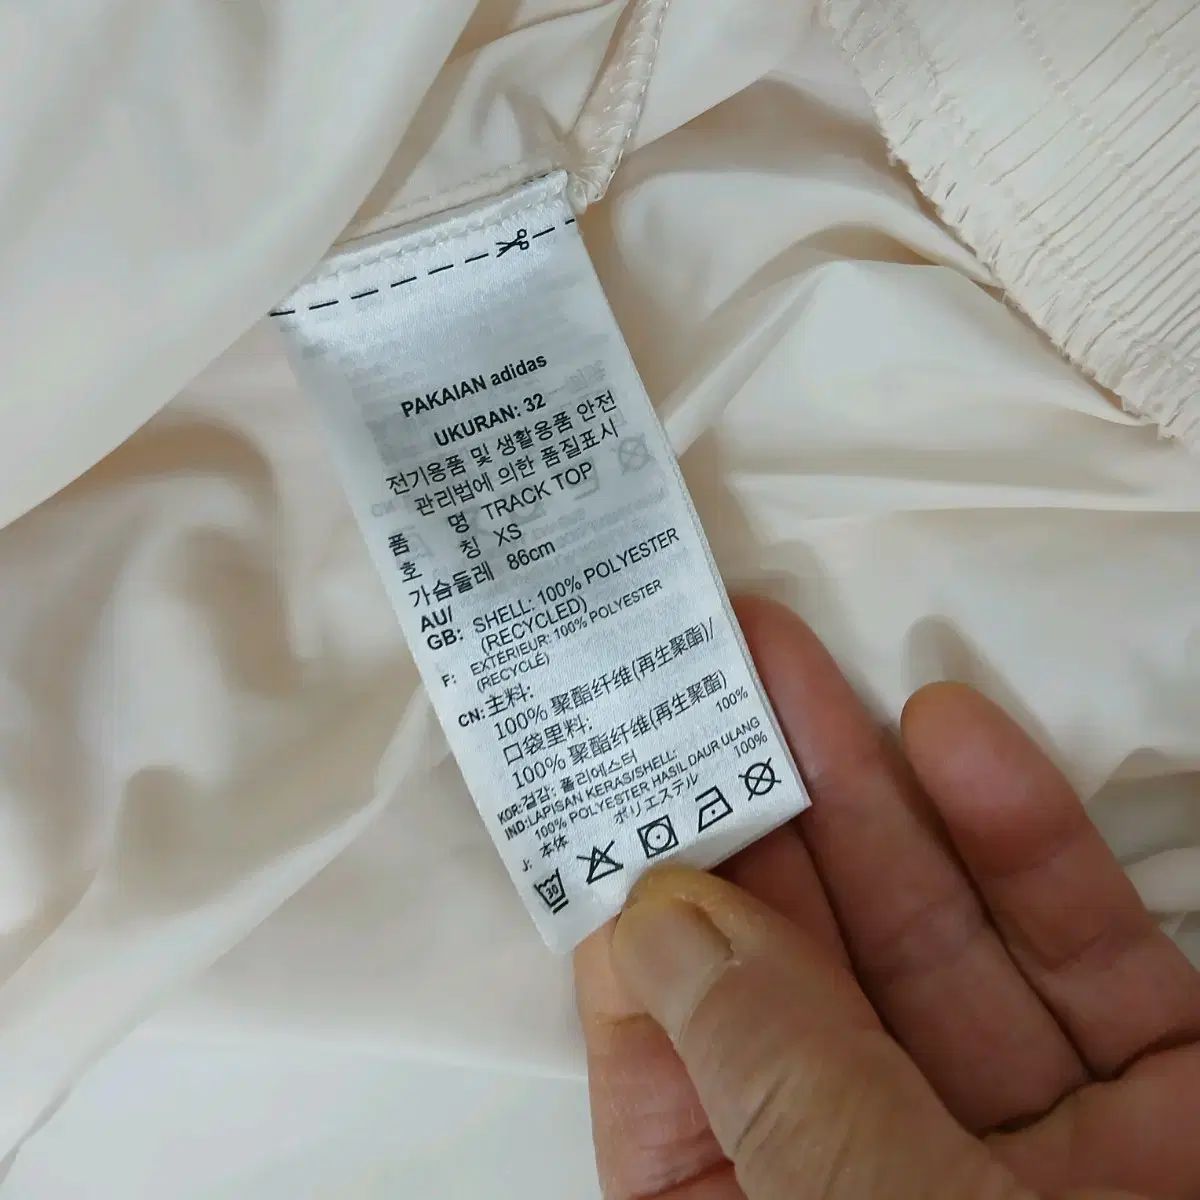 PAKAIAN adidas
UKURAN: 32
전기용품 및 생활용품 안전
관리법에 의한 품질표시
품 명 TRACK TOP
호 칭 XS
가슴둘레 86cm
AU/
GB: SHELL: 100% POLYESTER
(RECYCLED)
F: EXTÉRIEUR: 100% POLYESTER
(RECYCLÉ)
CN: 主料:
100% 聚酯纤维(再生聚酯)/
口袋里料:
100% 聚酯纤维(再生聚酯)
KOR:겉감: 폴리에스터 100%
IND:LAPISAN KERAS/SHELL:
100% POLYESTER HASIL DAUR ULANG
J: 本体 ポリエステル 100%
30